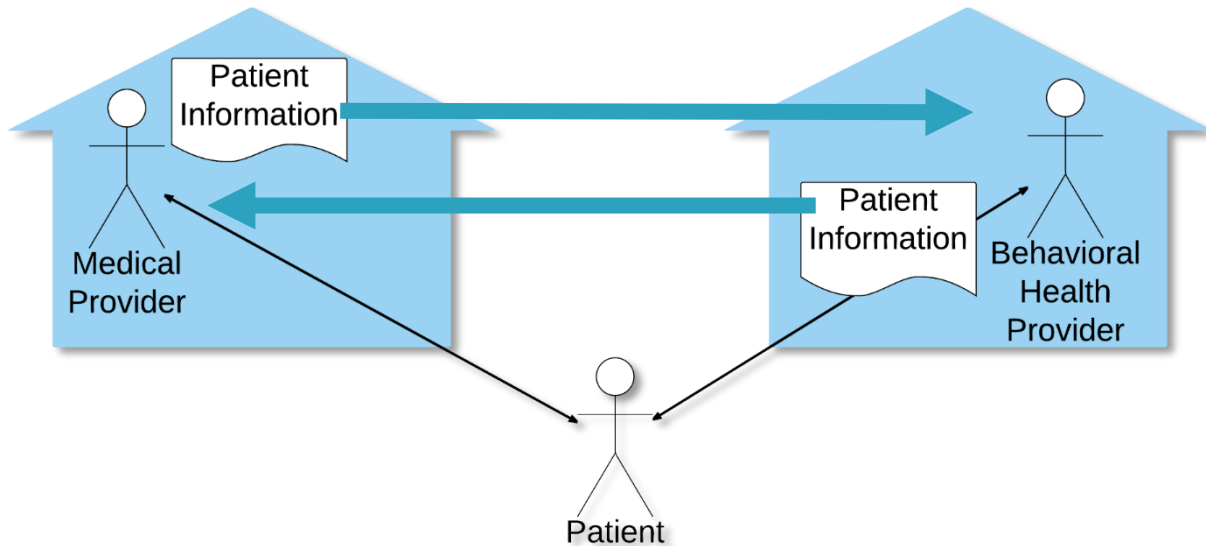 Patient
Information
Medical
Provider
Patient
Information
Behavioral
Health
Provider
Patient